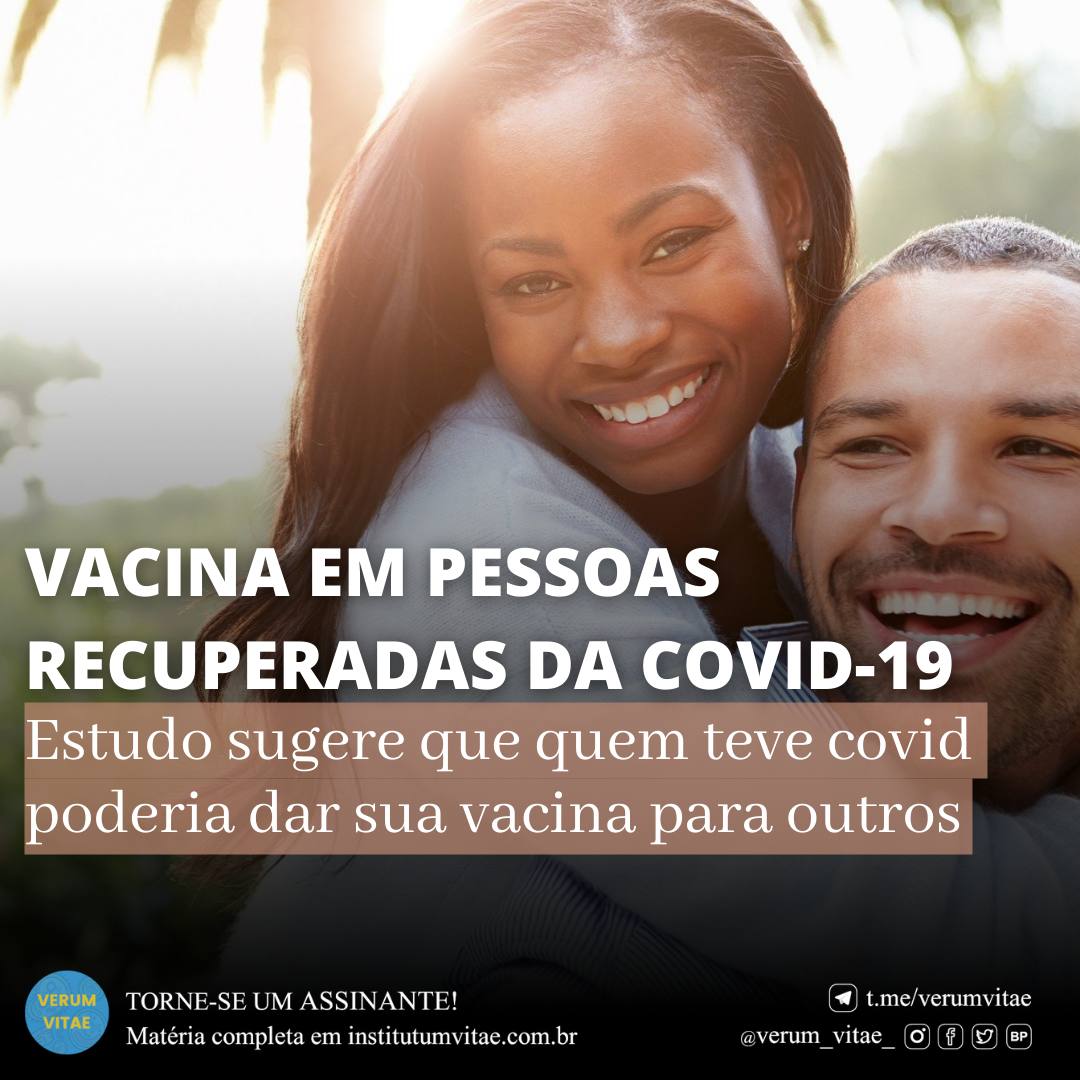 VACINA EM PESSOAS
RECUPERADAS DA COVID-19
Estudo sugere que quem teve covid
poderia dar sua vacina para outros
VERUM
VITAE
TORNE-SE UM ASSINANTE!
Matéria completa em institutumvitae.com.br
t.me/verumvitae
@verum_vitae_
BP